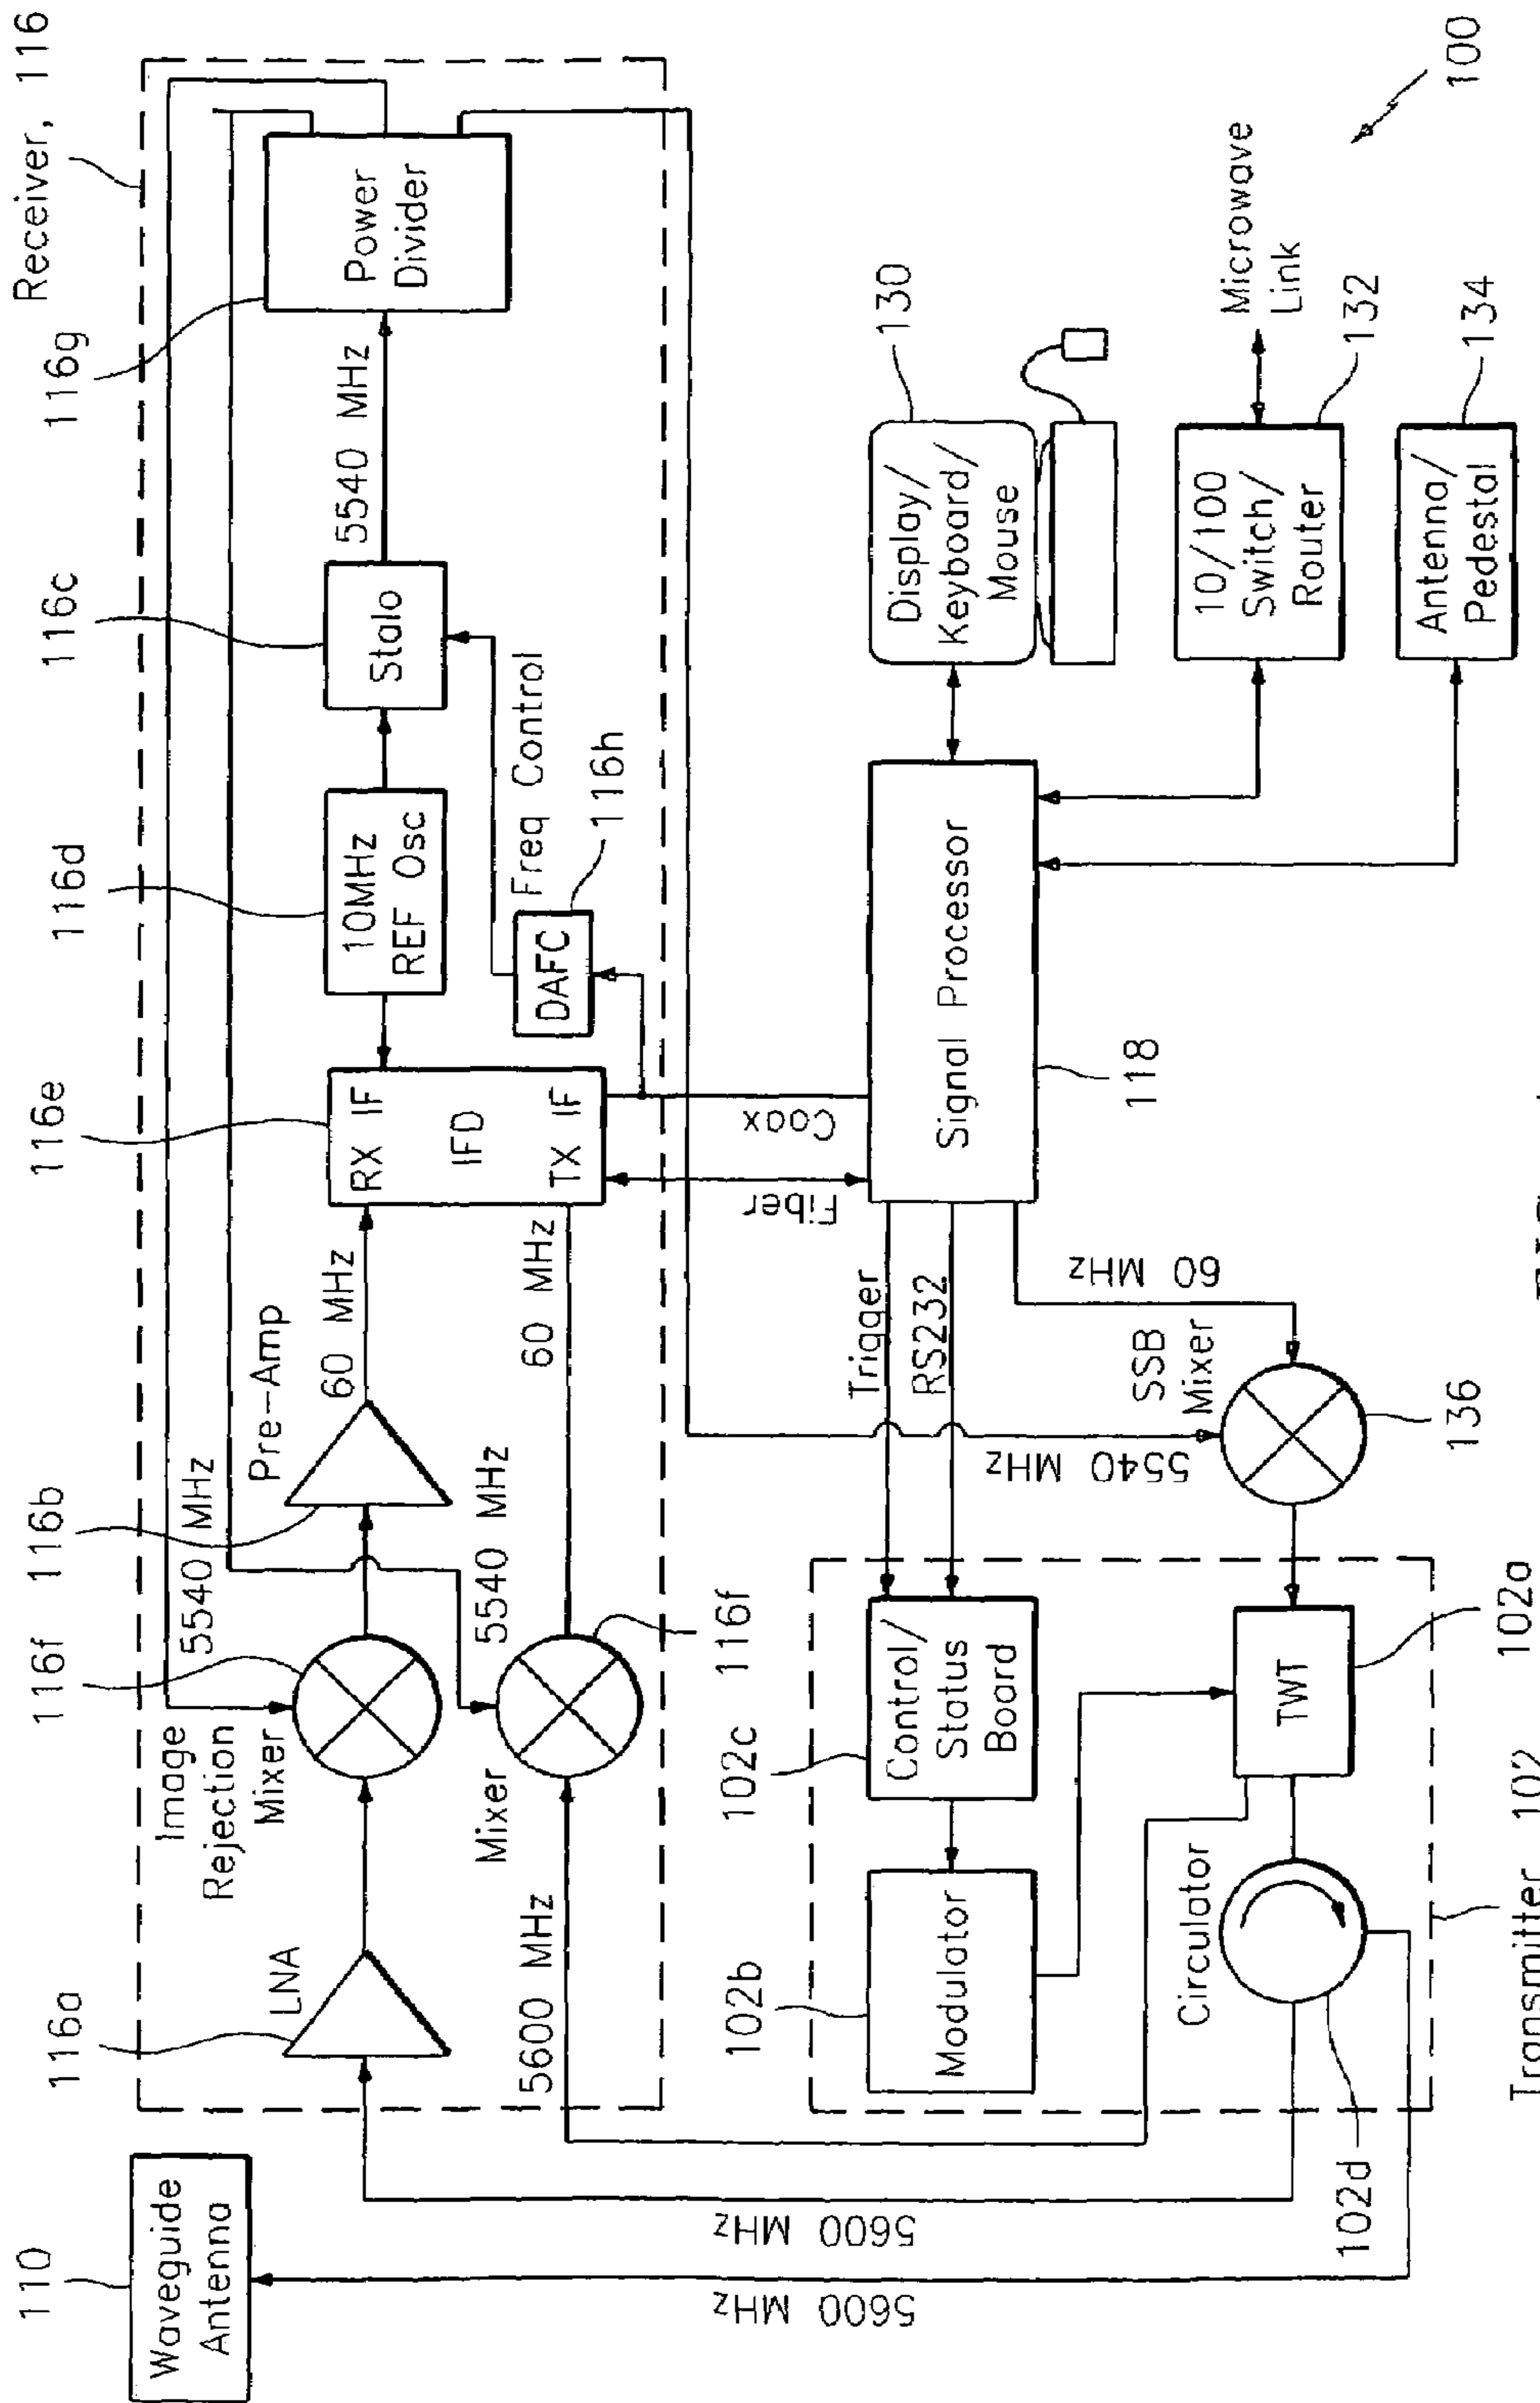 110
Waveguide
Antenna
5600 MHz
5600 MHz
Receiver, 116
116a
LNA
116f
Image
Rejection
Mixer
5540 MHz
116b
Pre-Amp
60 MHz
116e
RX IF
IFD
TX IF
116d
10MHz
REF Osc
116c
Stalo
5540 MHz
116g
Power
Divider
Freq Control
DAFC
116h
5600 MHz
Mixer
5540 MHz
116f
60 MHz
Fiber
Coax
Trigger
RS232
60 MHz
5540 MHz
SSB
Mixer
136
Signal Processor
118
Display/
Keyboard/
Mouse
130
10/100
Switch/
Router
132
Microwave
Link
Antenna/
Pedestal
134
100
102b
Modulator
102c
Control/
Status
Board
Circulator
102d
TWT
102a
Transmitter 102